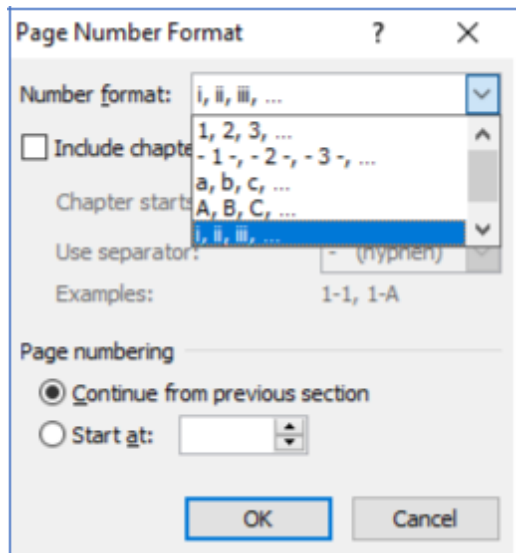 Page Number Format ? ×
Number format: i, ii, iii, ...
1, 2, 3, ...
Include chapte - 1 -, - 2 -, - 3 -, ...
a, b, c, ...
Chapter starts A, B, C, ...
i, ii, iii, ...
Use separator: - (hyphen)
Examples: 1-1, 1-A
Page numbering
Continue from previous section
Start at:
OK Cancel